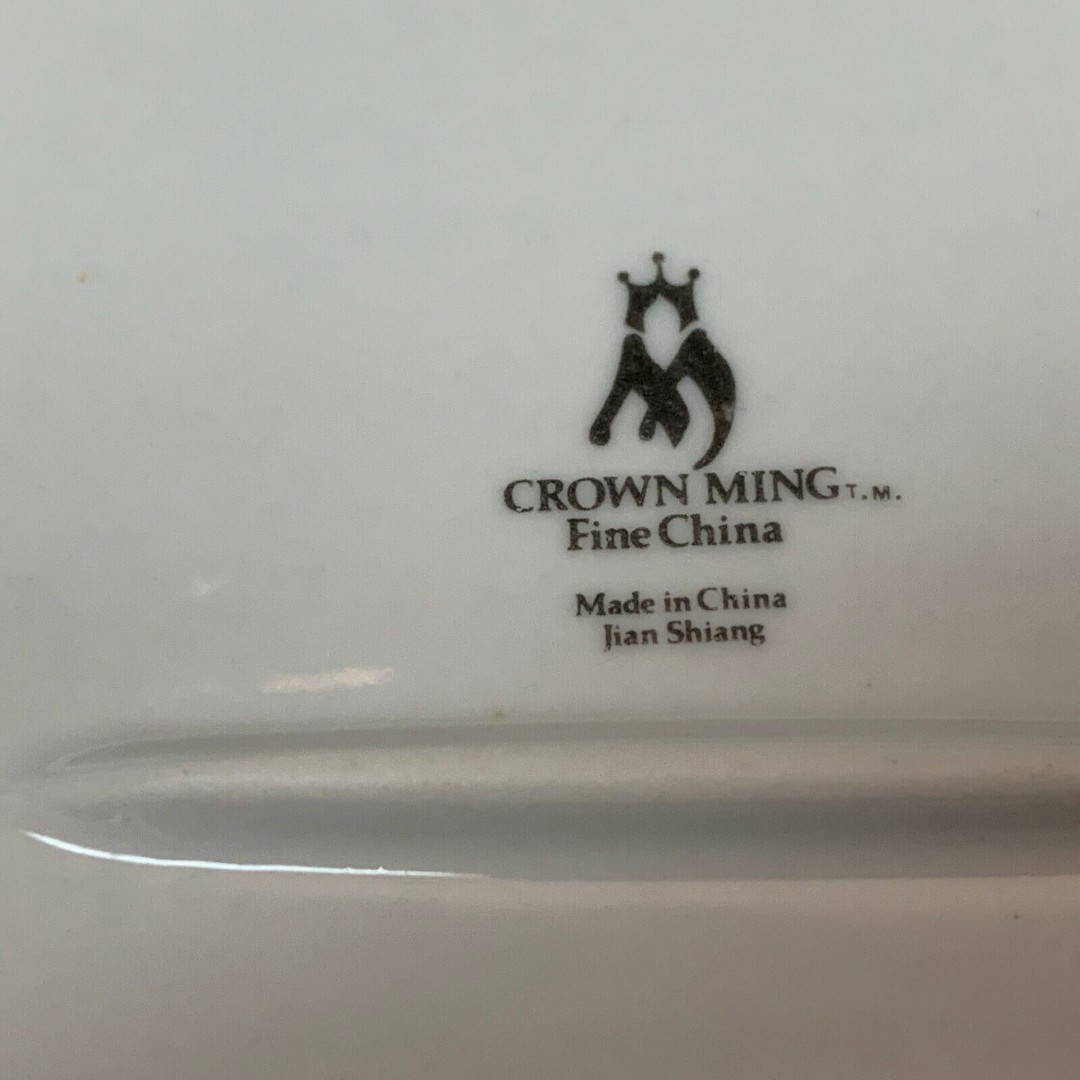 CROWN MING T.M.
Fine China
Made in China
Jian Shiang